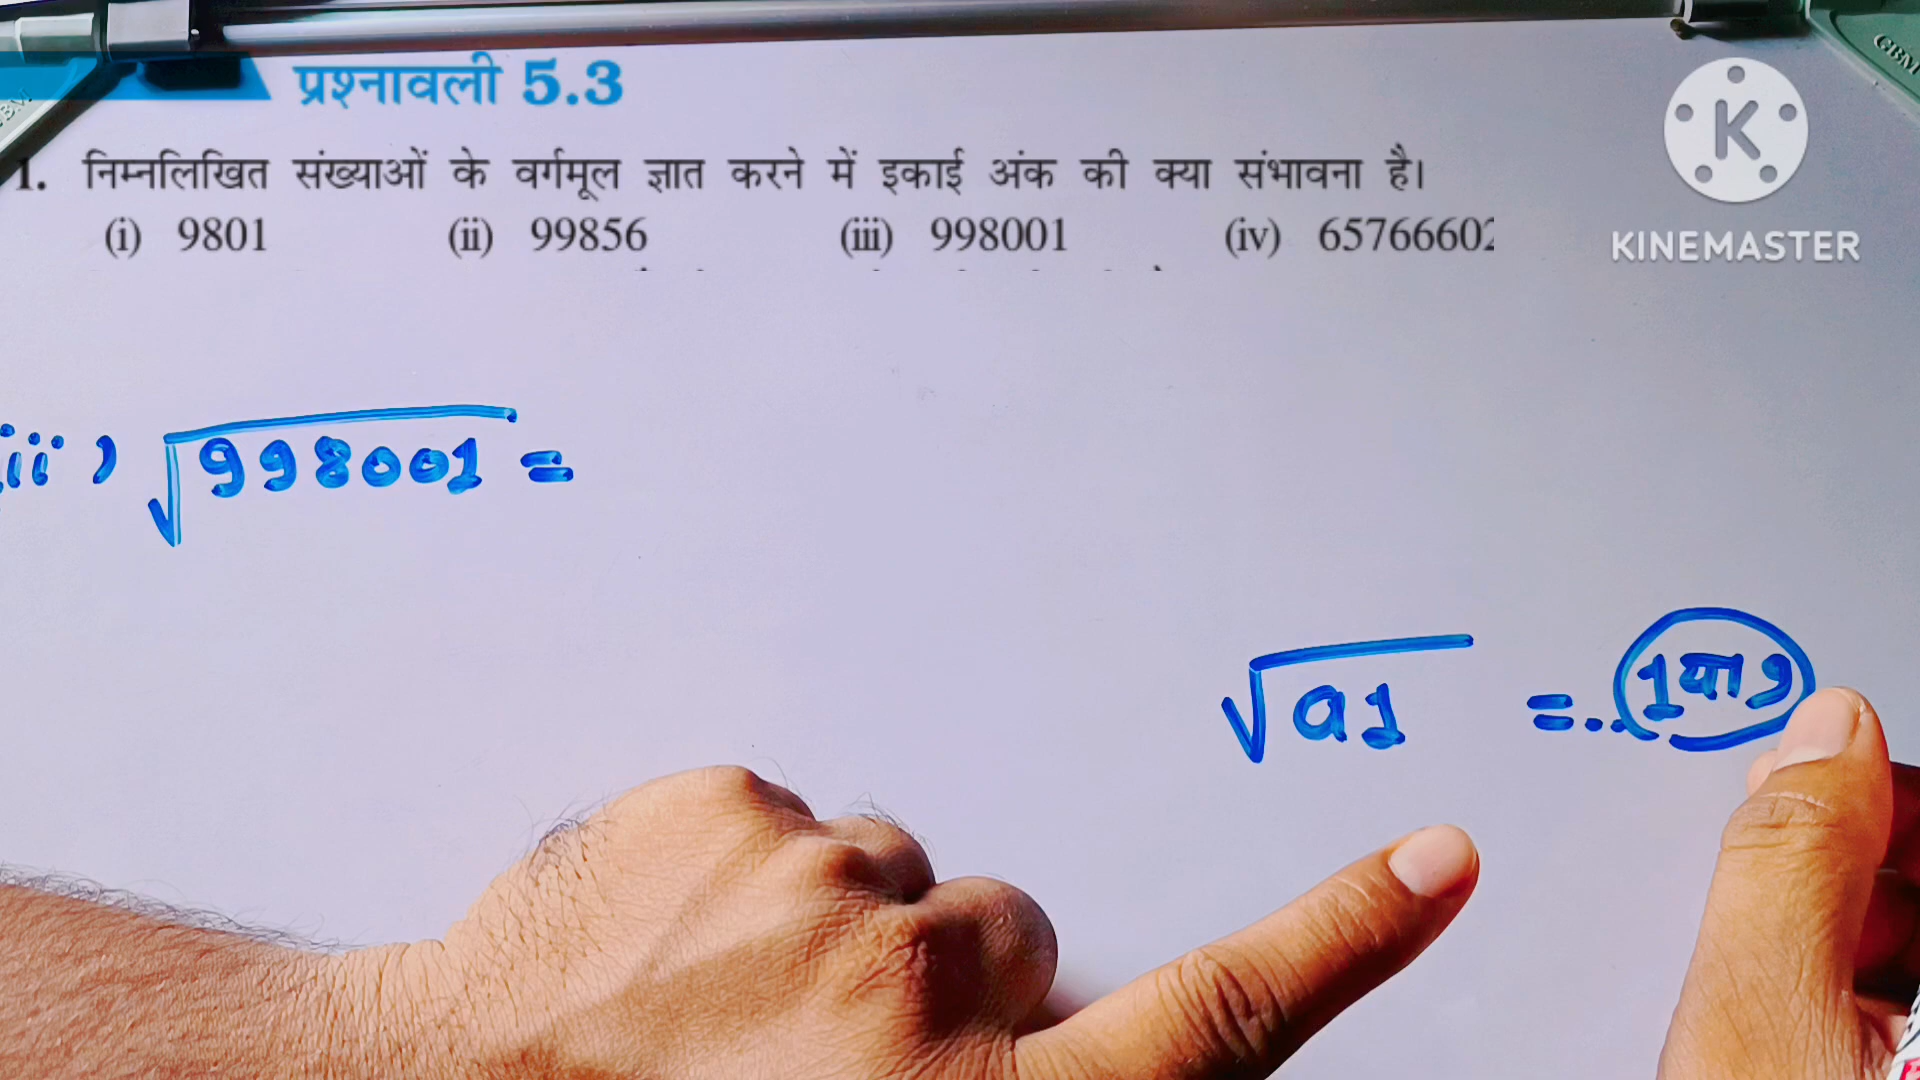 प्रश्नावली 5.3
1. निम्नलिखित संख्याओं के वर्गमूल ज्ञात करने में इकाई अंक की क्या संभावना है।
(i) 9801 (ii) 99856 (iii) 998001 (iv) 65766602
KINEMASTER
iii) √998001 =
√a1 = ..1 या 9
GBM